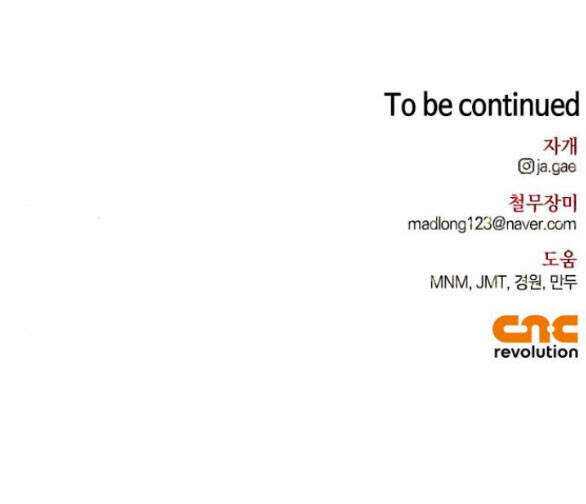 To be continued
자개
ja.gae
철무장미
madlong123@naver.com
도움
MNM, JMT, 경원, 만두
cnc
revolution